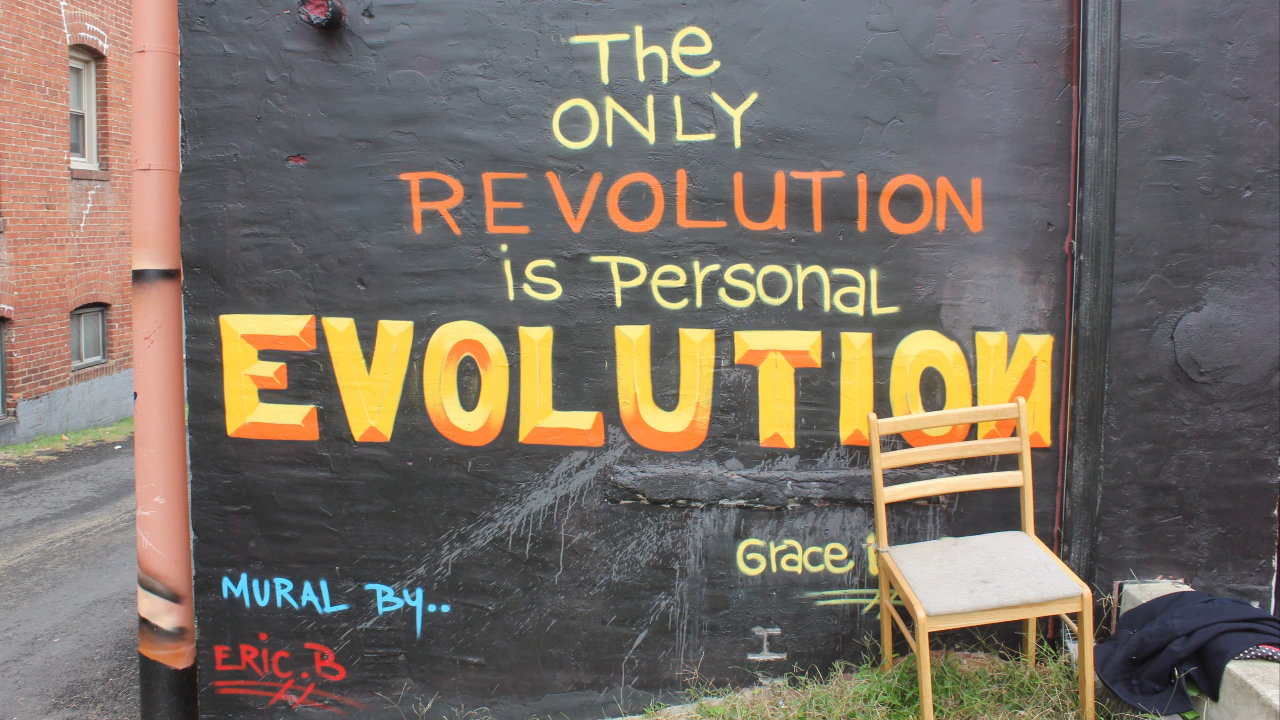 The
ONLY
REVOLUTION
is Personal
EVOLUTION
Grace
MURAL By..
ERIC.B